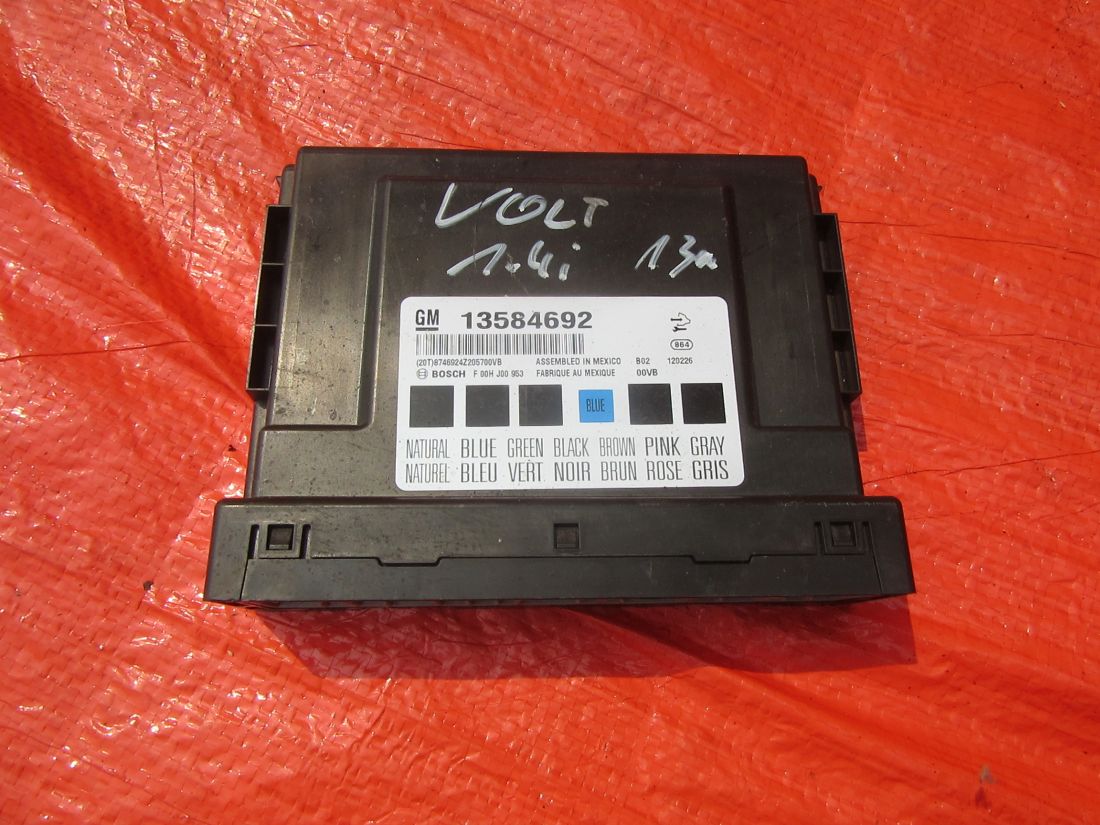 VOLT
1.4i 13r
GM 13584692
864
(20T)8746924Z205700VB ASSEMBLED IN MEXICO B02 120226
BOSCH F 00H J00 953 FABRIQUE AU MEXIQUE 00VB
BLUE
NATURAL BLUE GREEN BLACK BROWN PINK GRAY
NATUREL BLEU VERT NOIR BRUN ROSE GRIS